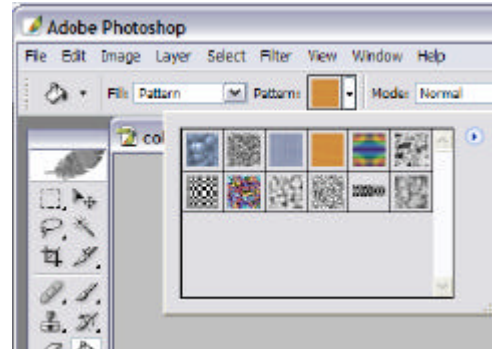 Adobe Photoshop
File Edit Image Layer Select Filter View Window Help
Fill: Pattern Pattern: Mode: Normal
col